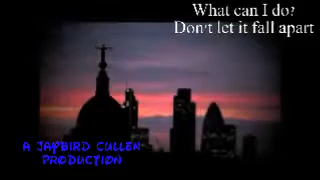 What can I do?
Don't let it fall apart
A JAYBIRD CULLEN
PRODUCTION